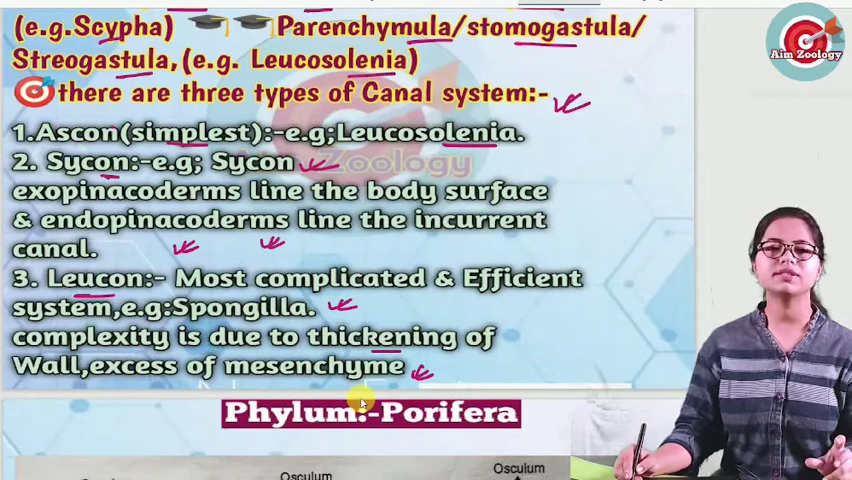 (e.g.Scypha) Parenchymula/stomogastula/
Streogastula,(e.g. Leucosolenia)
there are three types of Canal system:-
1.Ascon(simplest):-e.g;Leucosolenia.
2. Sycon:-e.g; Sycon
exopinacoderms line the body surface
& endopinacoderms line the incurrent
canal.
3. Leucon:- Most complicated & Efficient
system,e.g:Spongilla.
complexity is due to thickening of
Wall,excess of mesenchyme
Phylum:-Porifera
Osculum
Osculum
Aim Zoology
Zoology